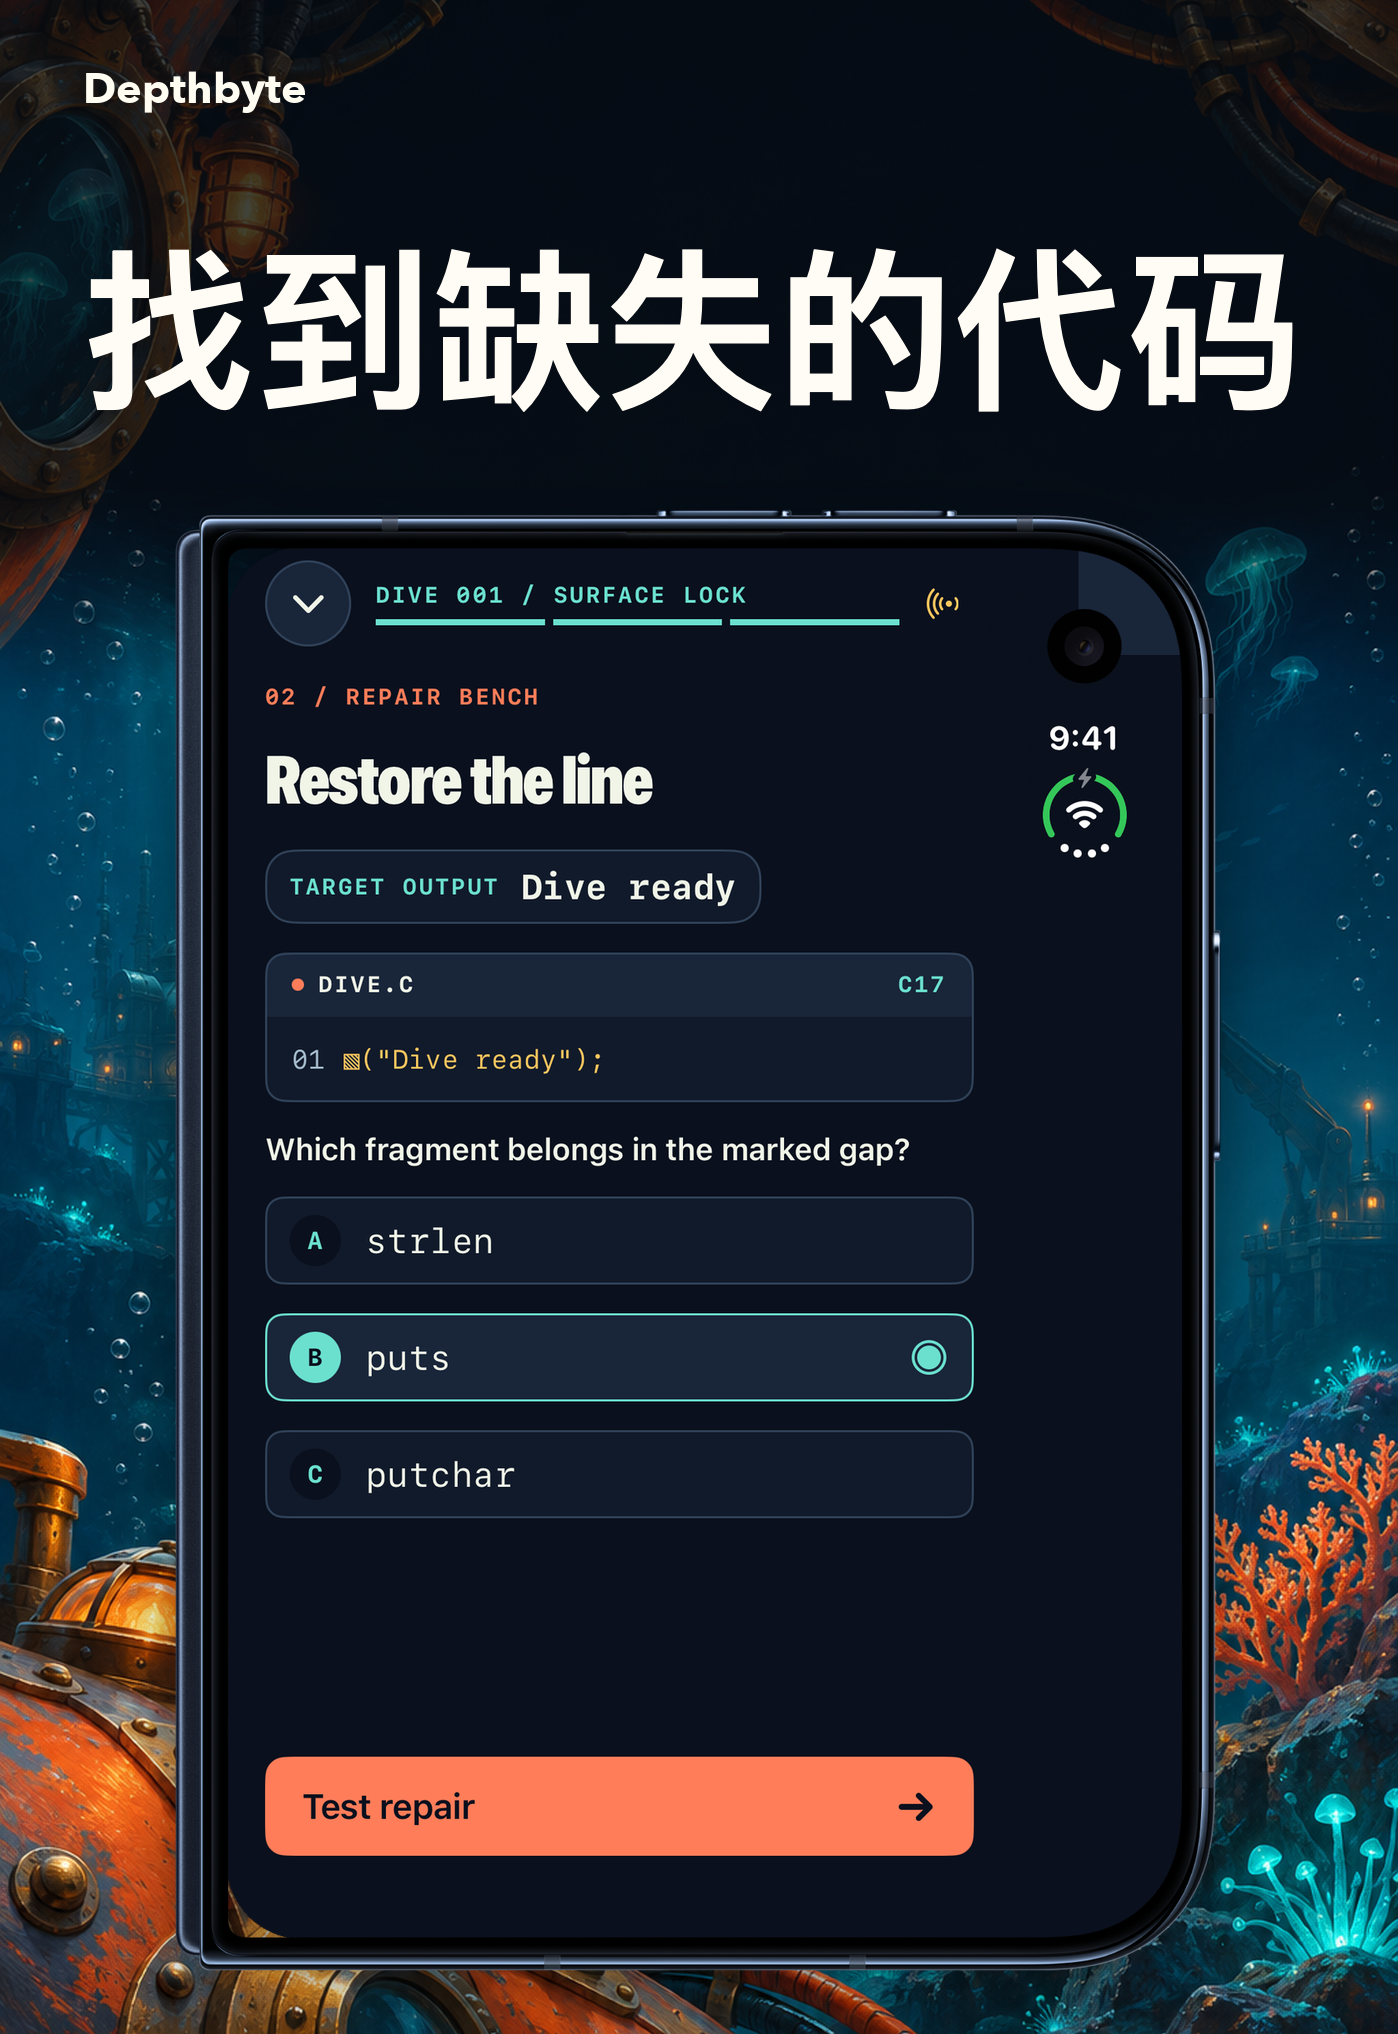 Depthbyte
找到缺失的代码
DIVE 001 / SURFACE LOCK
02 / REPAIR BENCH
9:41
Restore the line
TARGET OUTPUT Dive ready
DIVE.C C17
01 ▧("Dive ready");
Which fragment belongs in the marked gap?
A strlen
B puts
C putchar
Test repair